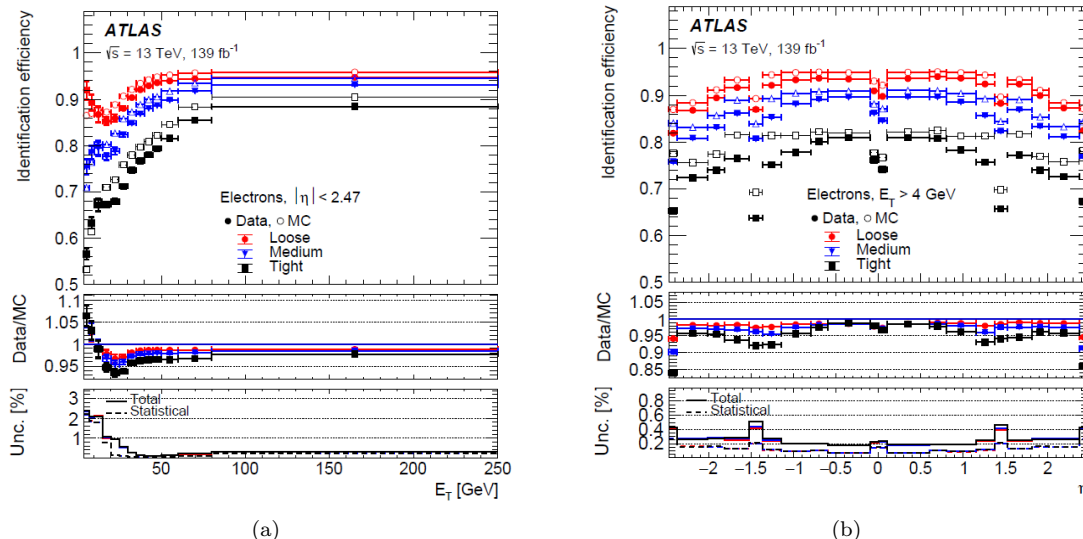 ATLAS
√s = 13 TeV, 139 fb⁻¹
Identification efficiency
1
0.9
0.8
0.7
0.6
0.5
Electrons, |η| < 2.47
Data, MC
Loose
Medium
Tight
Data/MC
1.1
1.05
1
0.95
Unc. [%]
3
2
1
Total
Statistical
50 100 150 200 250
E_T [GeV]
(a)
ATLAS
√s = 13 TeV, 139 fb⁻¹
Identification efficiency
1
0.9
0.8
0.7
0.6
0.5
Electrons, E_T > 4 GeV
Data, MC
Loose
Medium
Tight
Data/MC
1.05
1
0.95
0.9
0.85
Unc. [%]
0.8
0.6
0.4
0.2
Total
Statistical
−2 −1.5 −1 −0.5 0 0.5 1 1.5 2
(b)